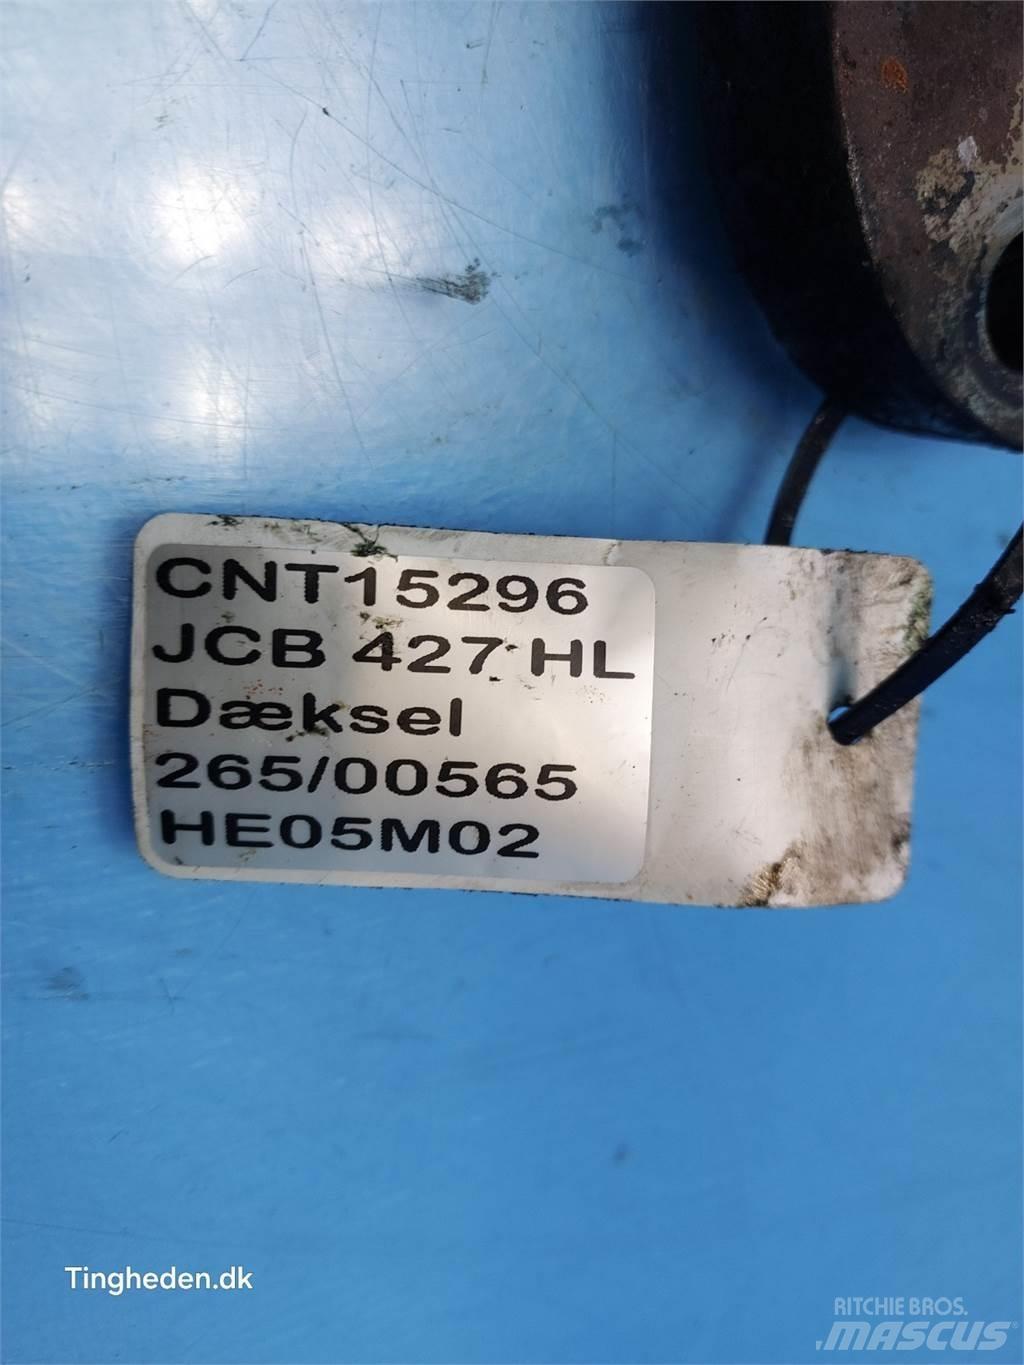 CNT15296
JCB 427 HL
Dæksel
265/00565
HE05M02
Tingheden.dk
RITCHIE BROS.
MASCUS